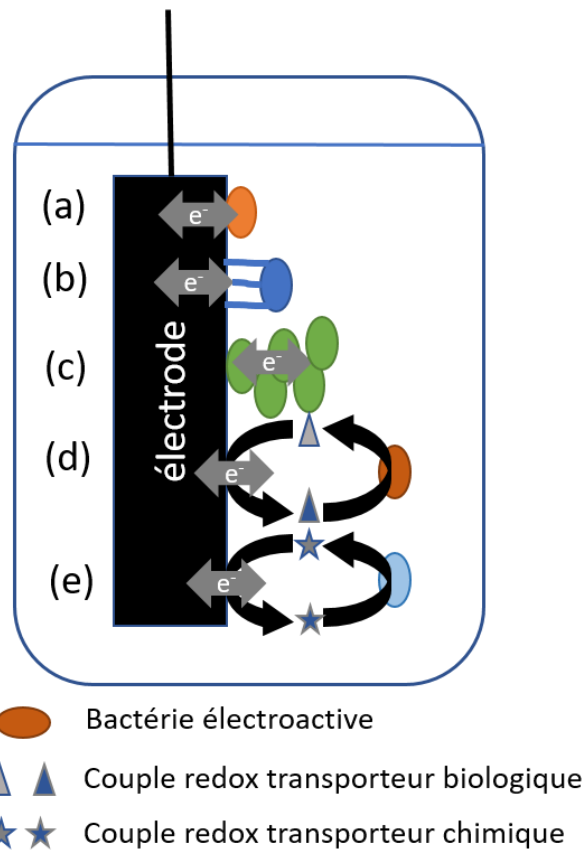 (a)
e-
(b)
e-
(c)
e-
électrode
(d)
e-
(e)
e-
Bactérie électroactive
Couple redox transporteur biologique
Couple redox transporteur chimique